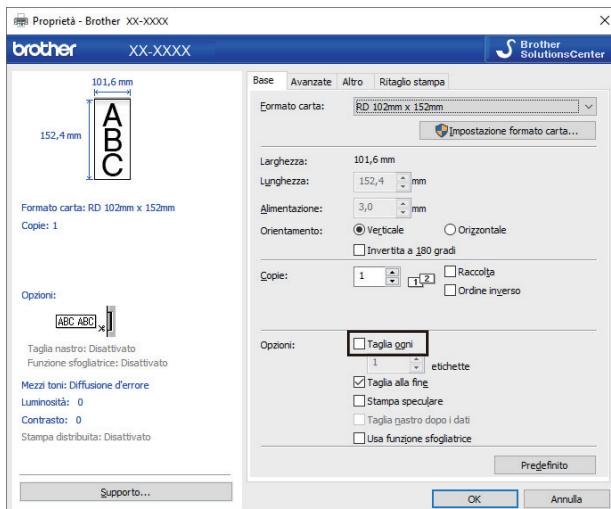 Proprietà - Brother XX-XXXX
brother XX-XXXX Brother SolutionsCenter
101,6 mm
152,4 mm
ABC
Formato carta: RD 102mm x 152mm
Copie: 1
Opzioni:
ABC ABC
Taglia nastro: Disattivato
Funzione sfogliatrice: Disattivato
Mezzi toni: Diffusione d'errore
Luminosità: 0
Contrasto: 0
Stampa distribuita: Disattivato
Supporto...
Base Avanzate Altro Ritaglio stampa
Formato carta: RD 102mm x 152mm
Impostazione formato carta...
Larghezza: 101,6 mm
Lunghezza: 152,4 mm
Alimentazione: 3,0 mm
Orientamento: Verticale Orizzontale
Invertita a 180 gradi
Copie: 1 1 2 Raccolta
Ordine inverso
Opzioni: Taglia ogni
1 etichette
Taglia alla fine
Stampa speculare
Taglia nastro dopo i dati
Usa funzione sfogliatrice
Predefinito
OK Annulla